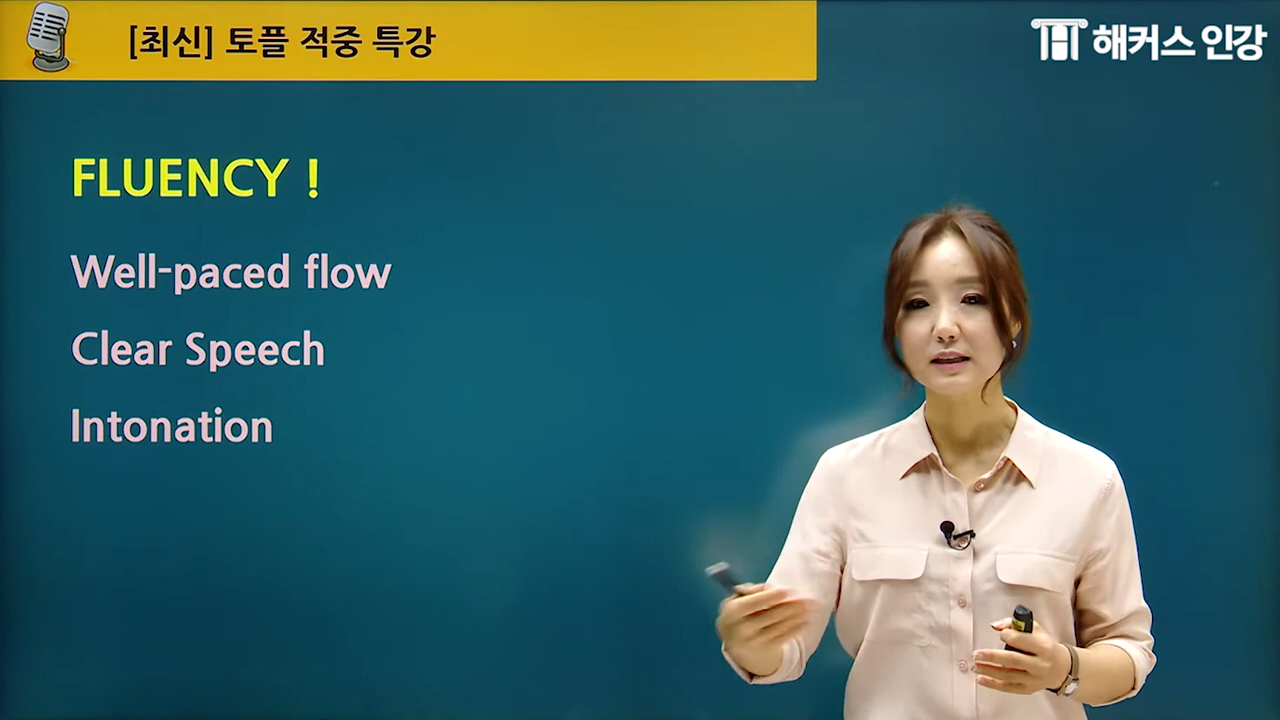 [최신] 토플 적중 특강
해커스 인강
FLUENCY !
Well-paced flow
Clear Speech
Intonation